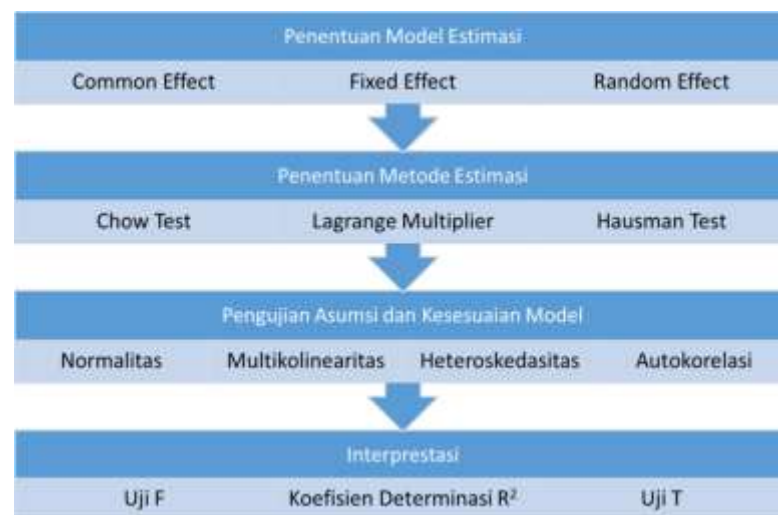 Penentuan Model Estimasi
Common Effect Fixed Effect Random Effect
Penentuan Metode Estimasi
Chow Test Lagrange Multiplier Hausman Test
Pengujian Asumsi dan Kesesuaian Model
Normalitas Multikolinearitas Heteroskedasitas Autokorelasi
Interprestasi
Uji F Koefisien Determinasi R² Uji T